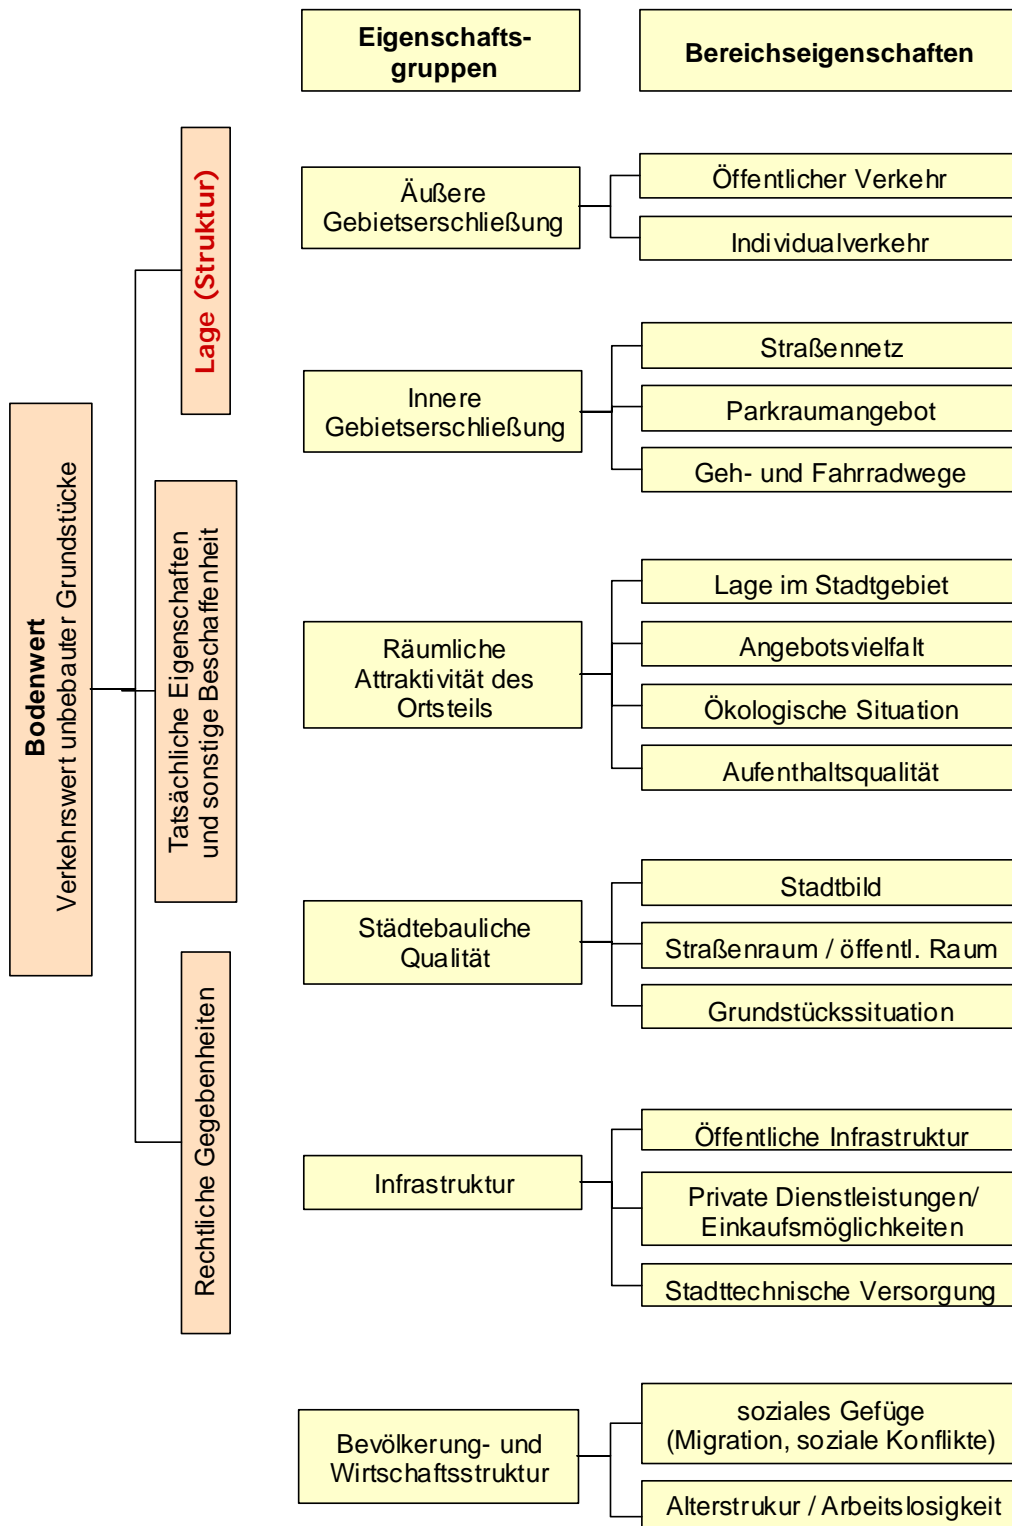 Eigenschafts-
gruppen
Bereichseigenschaften
Bodenwert
Verkehrswert unbebauter Grundstücke
Lage (Struktur)
Tatsächliche Eigenschaften
und sonstige Beschaffenheit
Rechtliche Gegebenheiten
Äußere
Gebietserschließung
Öffentlicher Verkehr
Individualverkehr
Innere
Gebietserschließung
Straßennetz
Parkraumangebot
Geh- und Fahrradwege
Räumliche
Attraktivität des
Ortsteils
Lage im Stadtgebiet
Angebotsvielfalt
Ökologische Situation
Aufenthaltsqualität
Städtebauliche
Qualität
Stadtbild
Straßenraum / öffentl. Raum
Grundstückssituation
Infrastruktur
Öffentliche Infrastruktur
Private Dienstleistungen/
Einkaufsmöglichkeiten
Stadttechnische Versorgung
Bevölkerung- und
Wirtschaftsstruktur
soziales Gefüge
(Migration, soziale Konflikte)
Alterstrukur / Arbeitslosigkeit